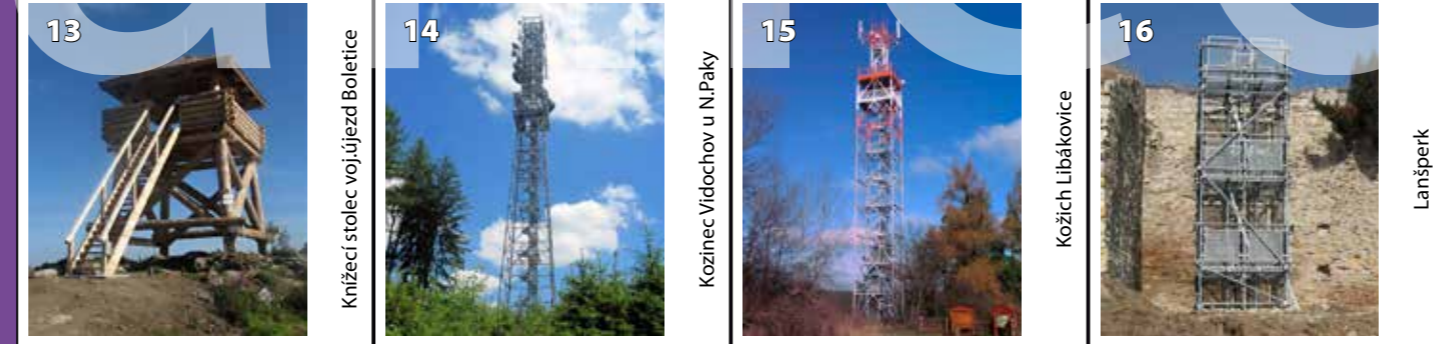 13
Knížecí stolec voj.újezd Boletice
14
Kozinec Vidochov u N.Paky
15
Kožich Libákovice
16
Lanšperk